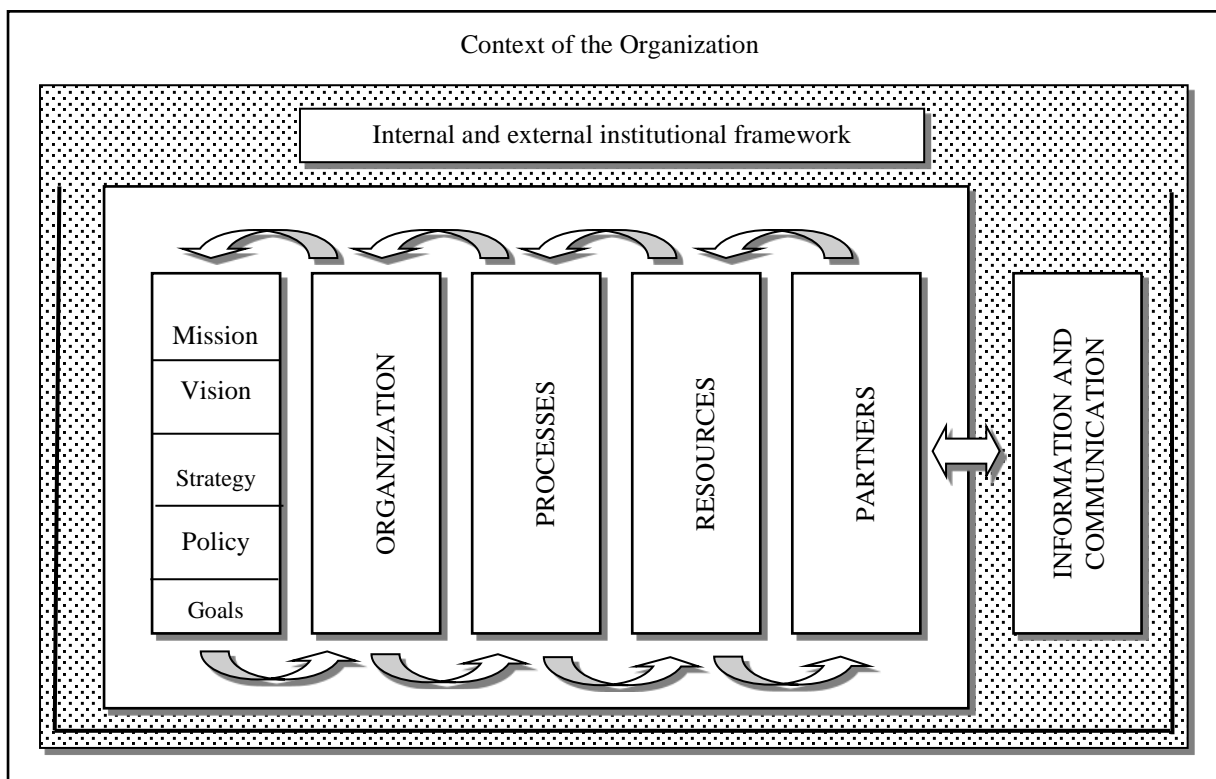 Context of the Organization
Internal and external institutional framework
Mission
Vision
Strategy
Policy
Goals
ORGANIZATION
PROCESSES
RESOURCES
PARTNERS
INFORMATION AND
COMMUNICATION